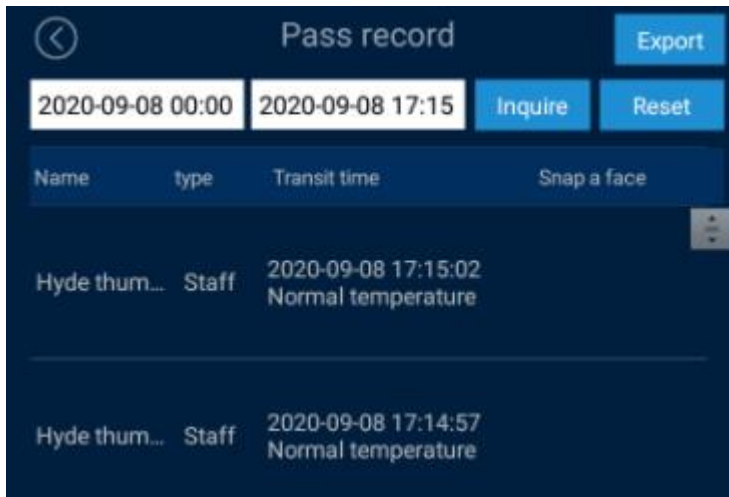 Pass record
Export
2020-09-08 00:00 2020-09-08 17:15 Inquire Reset
Name type Transit time Snap a face
Hyde thum... Staff 2020-09-08 17:15:02
Normal temperature
Hyde thum... Staff 2020-09-08 17:14:57
Normal temperature